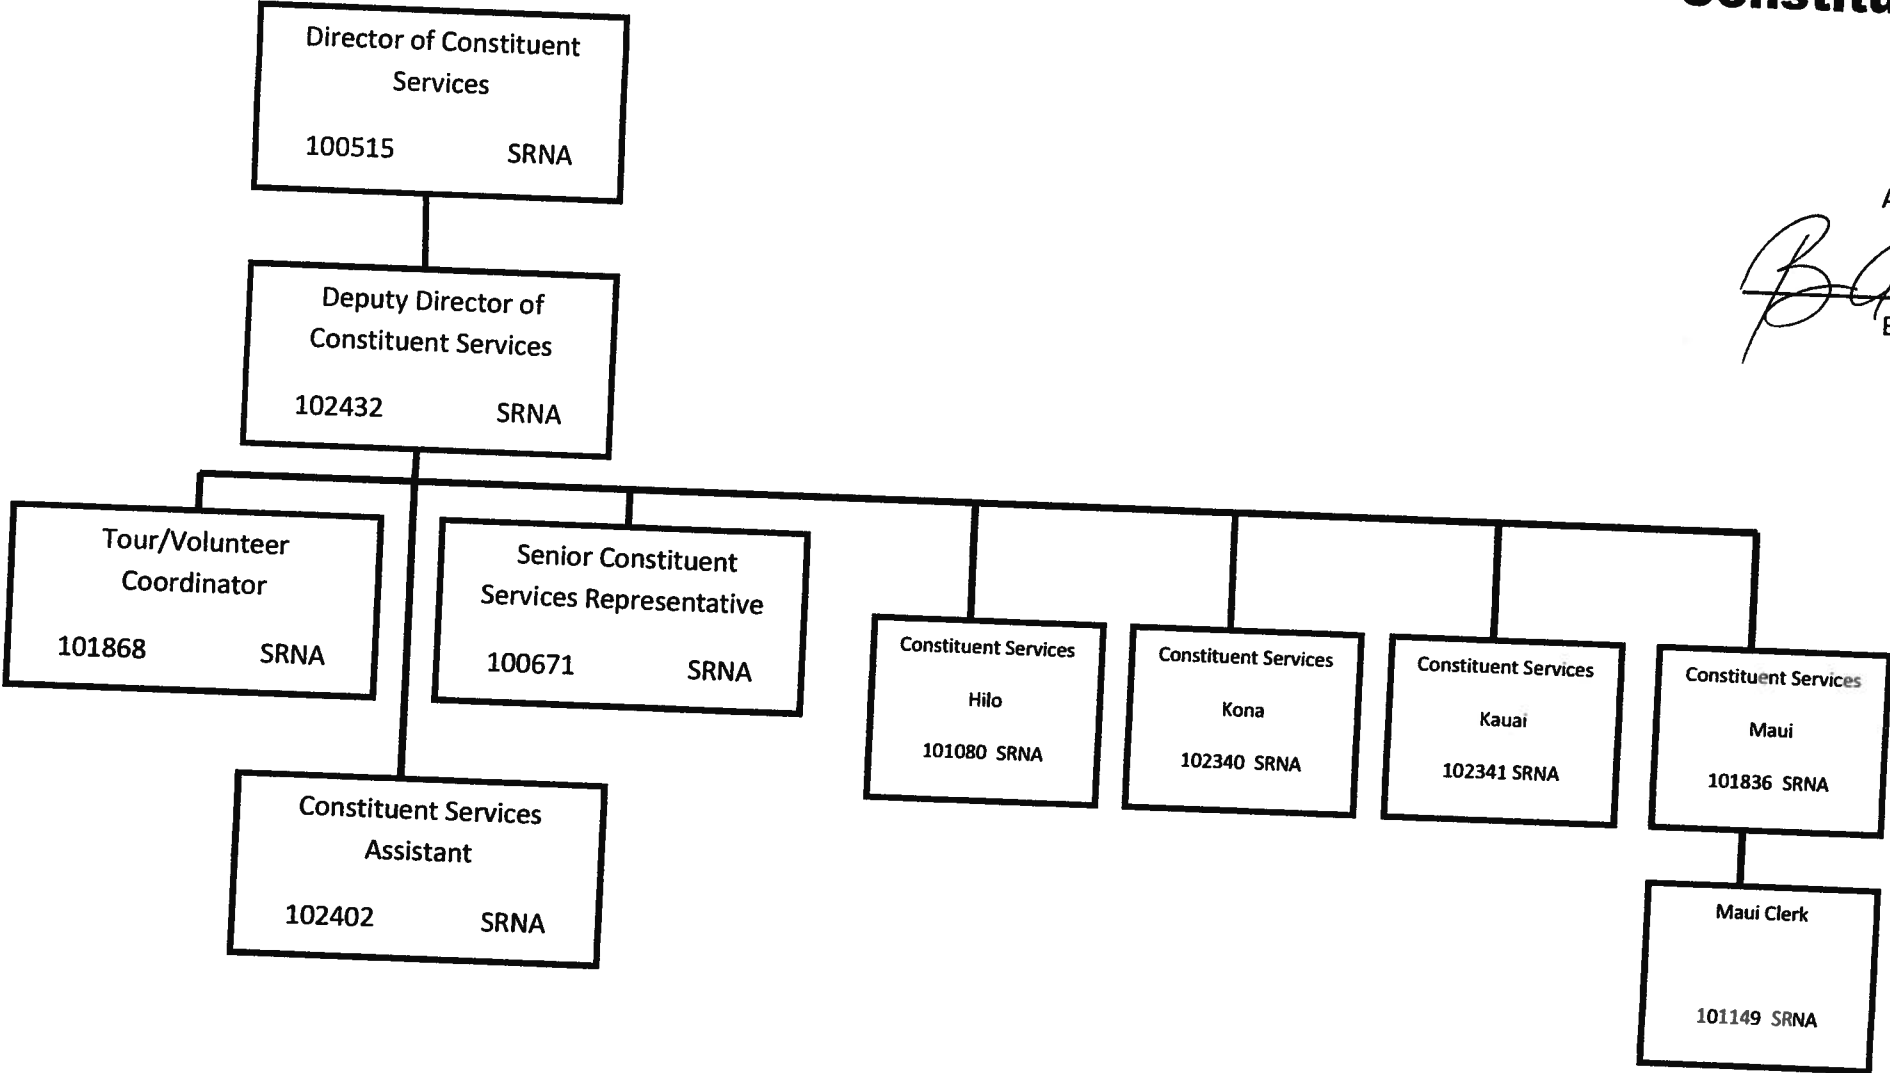 Director of Constituent
Services
100515 SRNA
Deputy Director of
Constituent Services
102432 SRNA
Tour/Volunteer
Coordinator
101868 SRNA
Senior Constituent
Services Representative
100671 SRNA
Constituent Services
Hilo
101080 SRNA
Constituent Services
Kona
102340 SRNA
Constituent Services
Kauai
102341 SRNA
Constituent Services
Maui
101836 SRNA
Constituent Services
Assistant
102402 SRNA
Maui Clerk
101149 SRNA